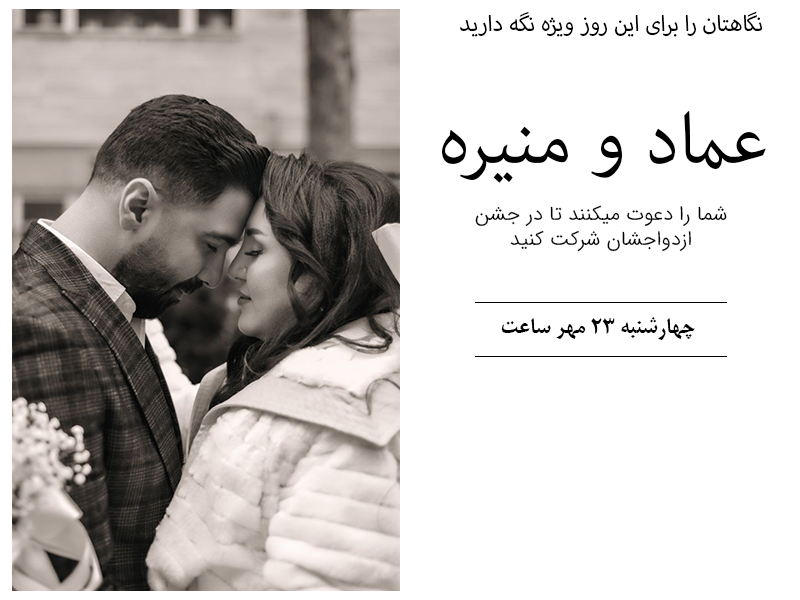 نگاهتان را برای این روز ویژه نگه دارید
عماد و منیره
شما را دعوت میکنند تا در جشن
ازدواجشان شرکت کنید
چهارشنبه ۲۳ مهر ساعت